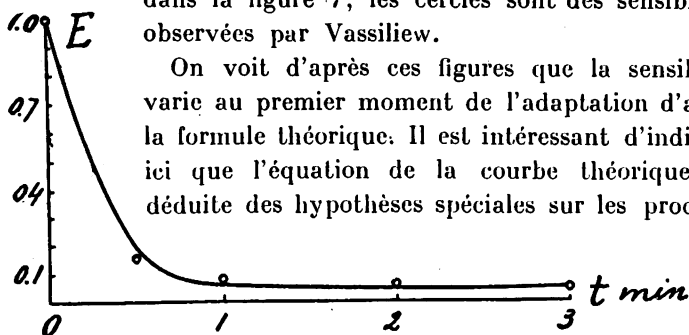 dans la figure 7, les cercles sont des sensibil
observées par Vassiliew.
On voit d'après ces figures que la sensil
varie au premier moment de l'adaptation d'a
la formule théorique. Il est intéressant d'indi
ici que l'équation de la courbe théorique
déduite des hypothèses spéciales sur les proc
1.0 E
0.7
0.4
0.1
0 1 2 3 t min